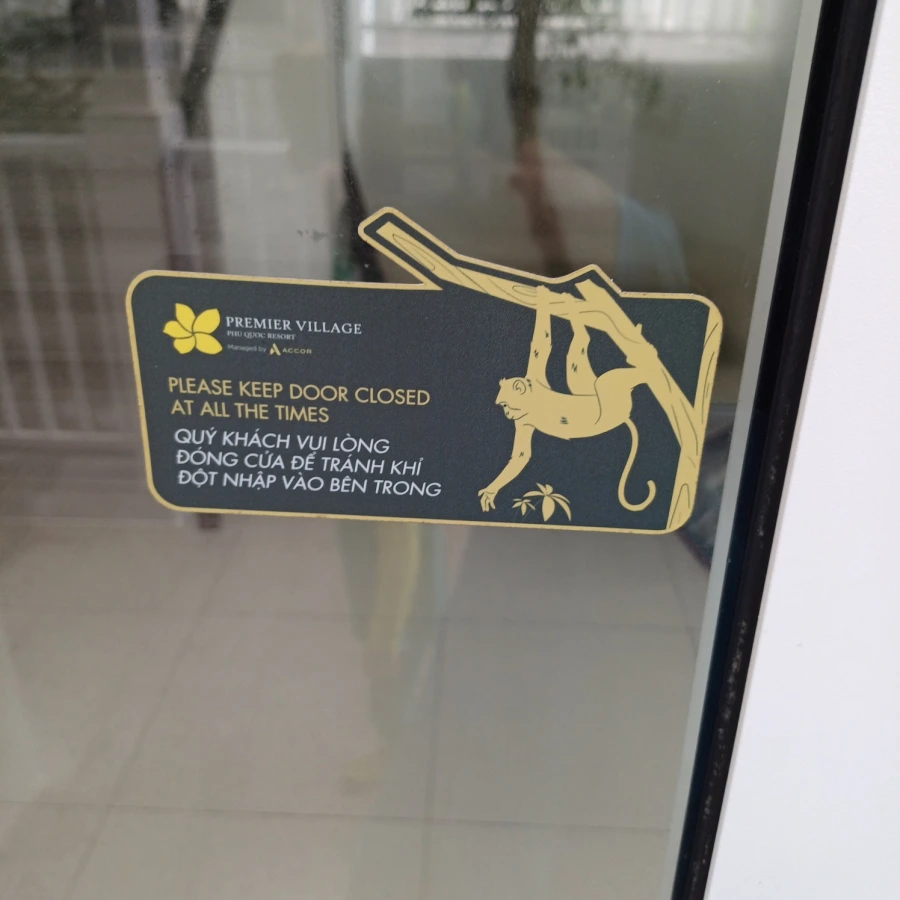 PREMIER VILLAGE
PHU QUOC RESORT
Managed by ACCOR
PLEASE KEEP DOOR CLOSED
AT ALL THE TIMES
QUÝ KHÁCH VUI LÒNG
ĐÓNG CỬA ĐỂ TRÁNH KHỈ
ĐỘT NHẬP VÀO BÊN TRONG